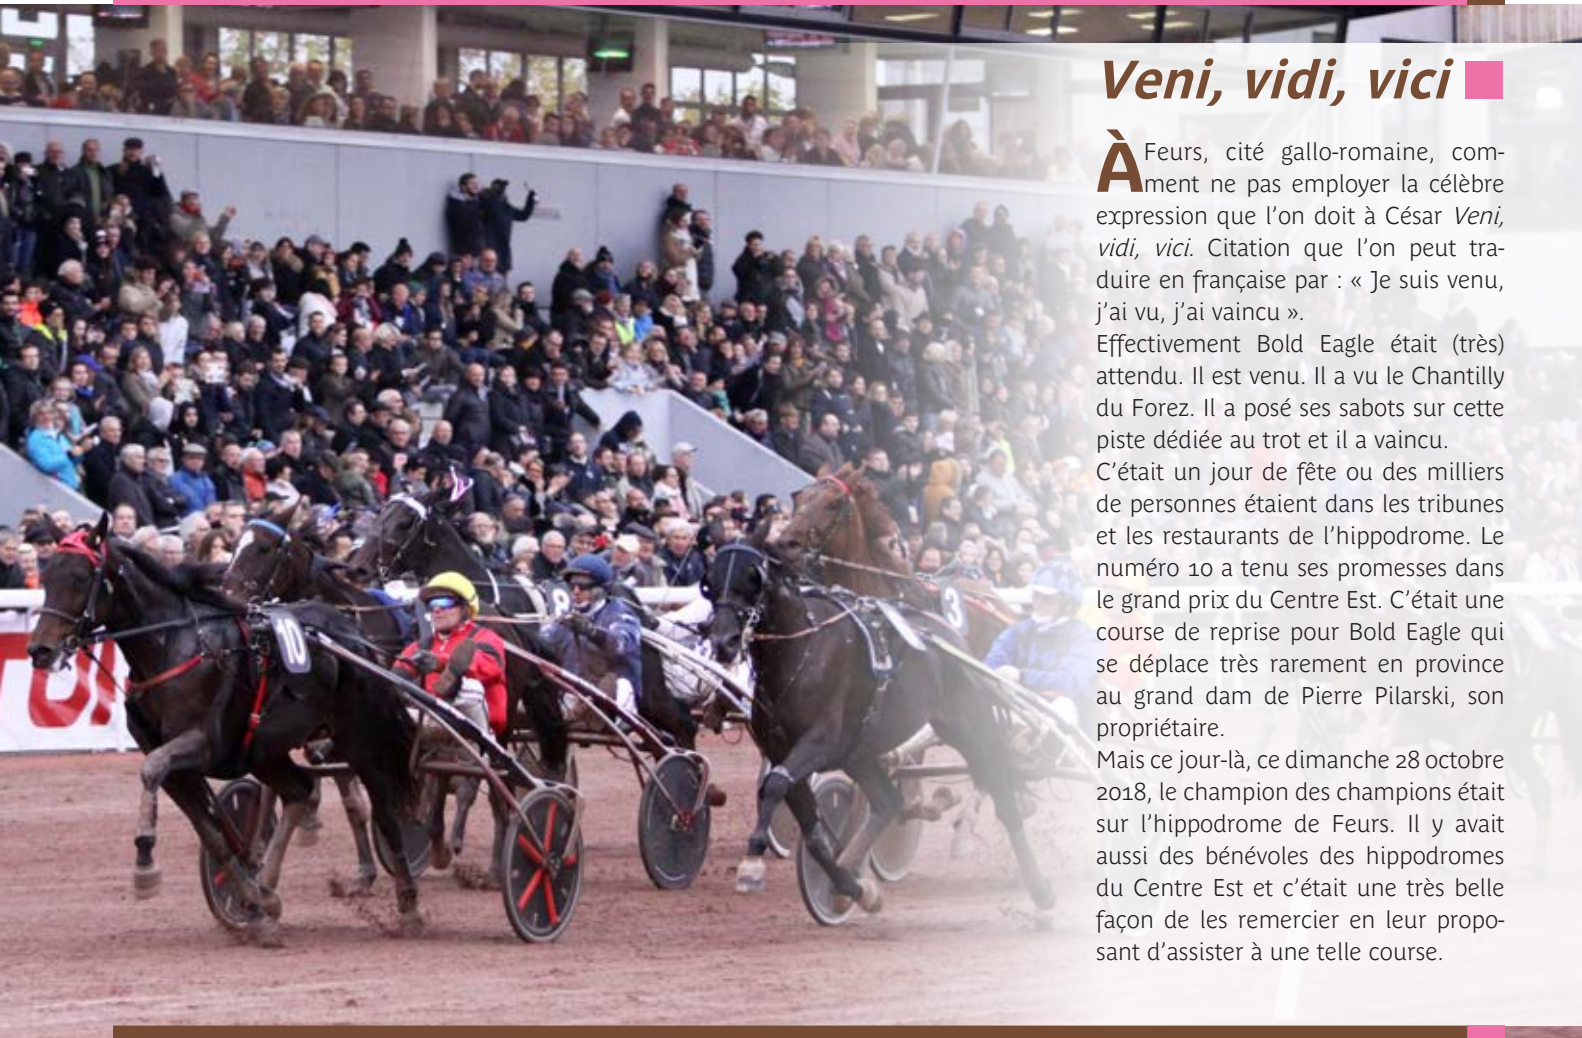 Veni, vidi, vici
À Feurs, cité gallo-romaine, com-
ment ne pas employer la célèbre
expression que l'on doit à César Veni,
vidi, vici. Citation que l'on peut tra-
duire en française par : « Je suis venu,
j'ai vu, j'ai vaincu ».
Effectivement Bold Eagle était (très)
attendu. Il est venu. Il a vu le Chantilly
du Forez. Il a posé ses sabots sur cette
piste dédiée au trot et il a vaincu.
C'était un jour de fête ou des milliers
de personnes étaient dans les tribunes
et les restaurants de l'hippodrome. Le
numéro 10 a tenu ses promesses dans
le grand prix du Centre Est. C'était une
course de reprise pour Bold Eagle qui
se déplace très rarement en province
au grand dam de Pierre Pilarski, son
propriétaire.
Mais ce jour-là, ce dimanche 28 octobre
2018, le champion des champions était
sur l'hippodrome de Feurs. Il y avait
aussi des bénévoles des hippodromes
du Centre Est et c'était une très belle
façon de les remercier en leur propo-
sant d'assister à une telle course.
10
8
3